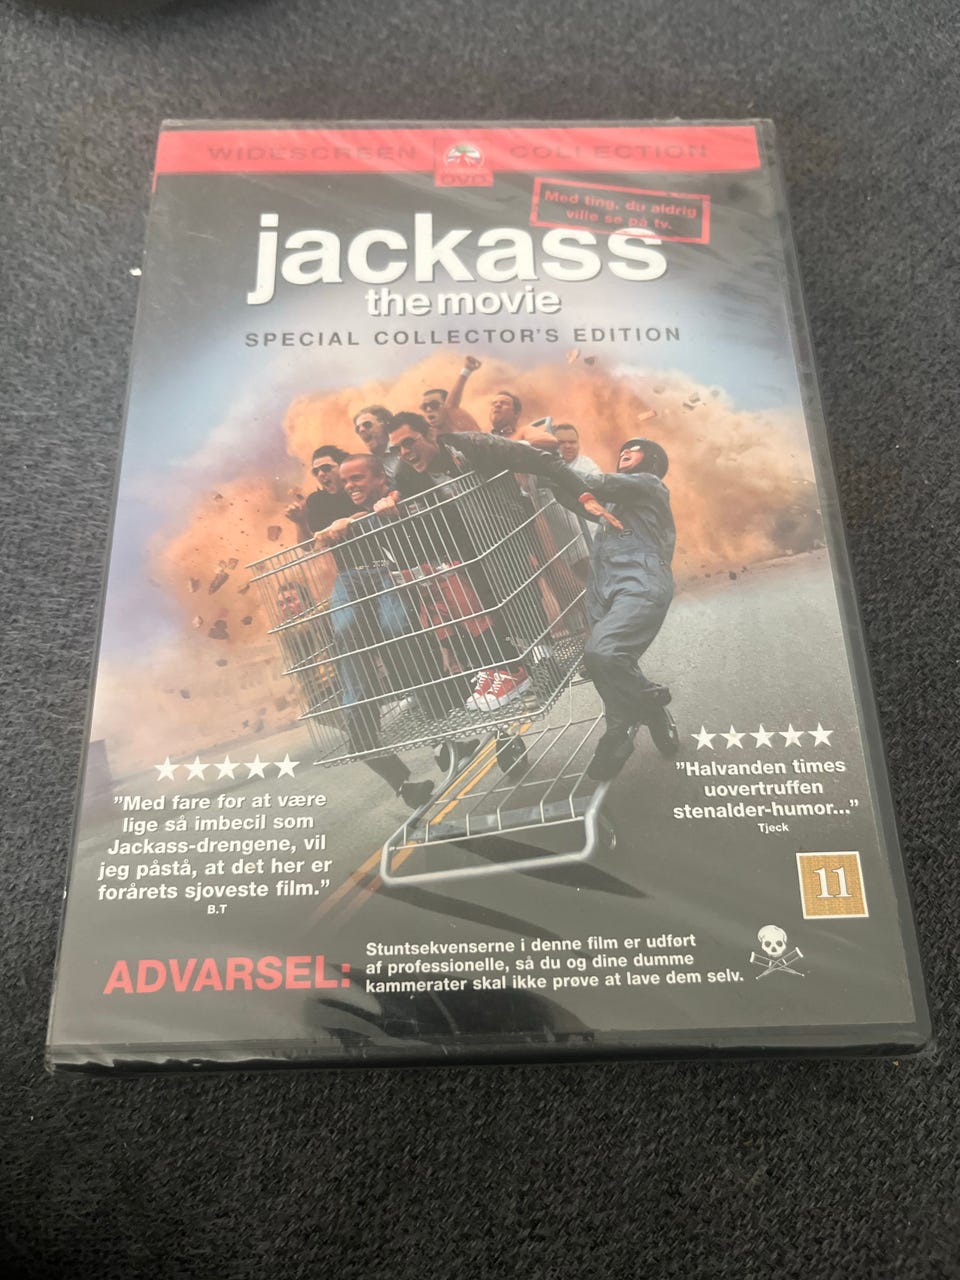 WIDESCREEN DVD COLLECTION
Med ting, du aldrig
ville se på tv.
jackass
the movie
SPECIAL COLLECTOR'S EDITION
"Med fare for at være
lige så imbecil som
Jackass-drengene, vil
jeg påstå, at det her er
forårets sjoveste film."
B.T
"Halvanden times
uovertruffen
stenalder-humor..."
Tjeck
11
ADVARSEL:
Stuntsekvenserne i denne film er udført
af professionelle, så du og dine dumme
kammerater skal ikke prøve at lave dem selv.